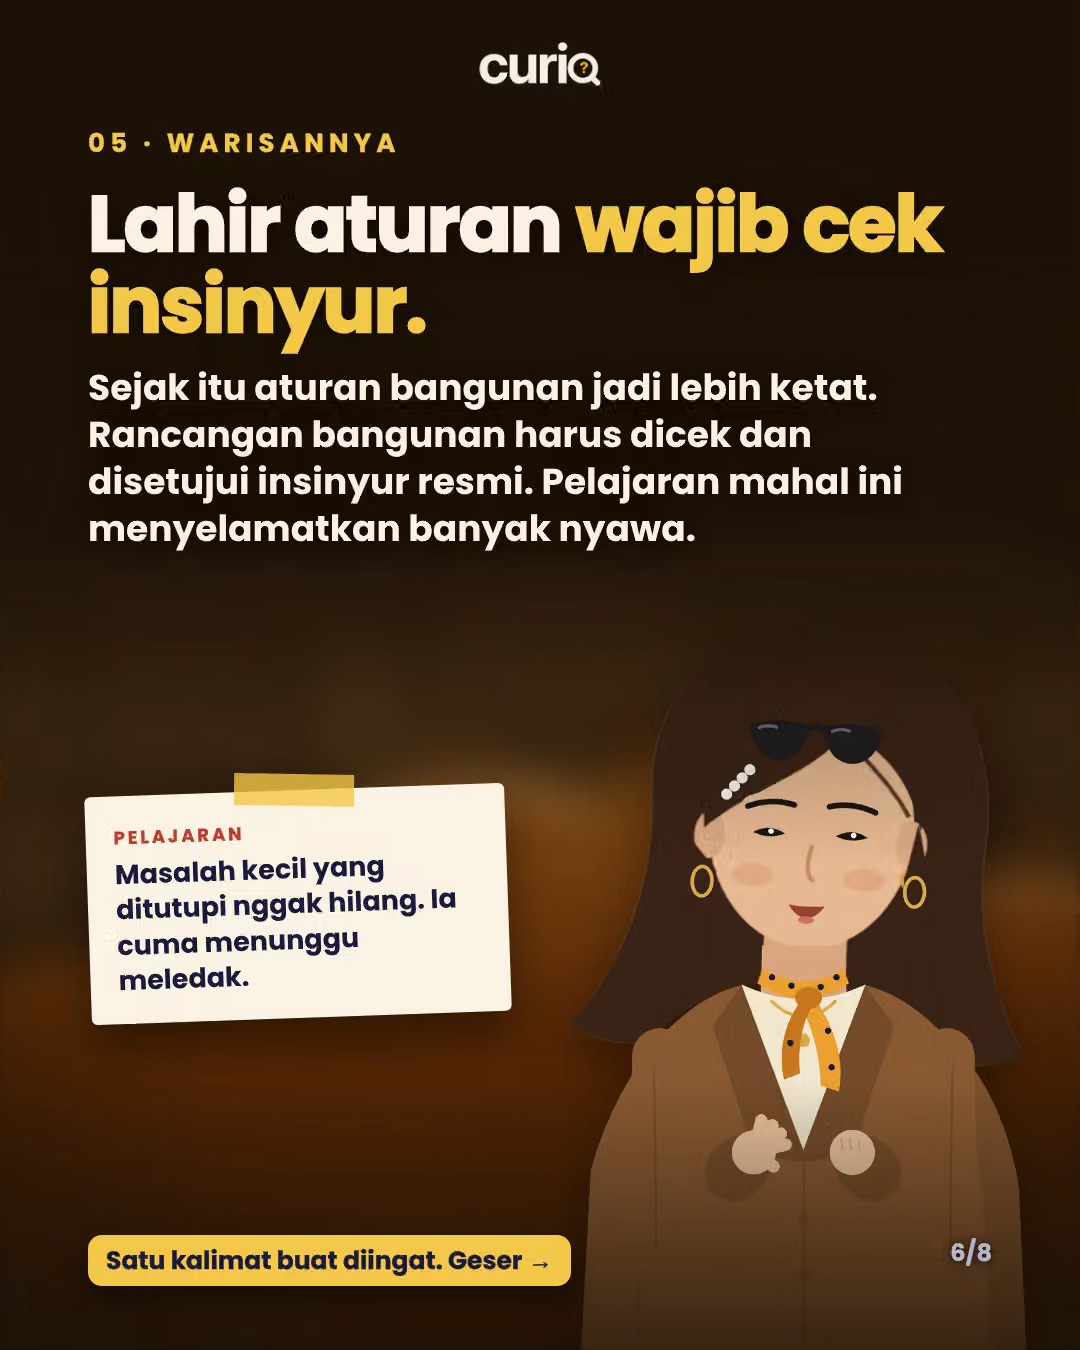 curio
05 · WARISANNYA
Lahir aturan wajib cek
insinyur.
Sejak itu aturan bangunan jadi lebih ketat.
Rancangan bangunan harus dicek dan
disetujui insinyur resmi. Pelajaran mahal ini
menyelamatkan banyak nyawa.
PELAJARAN
Masalah kecil yang
ditutupi nggak hilang. Ia
cuma menunggu
meledak.
Satu kalimat buat diingat. Geser →
6/8